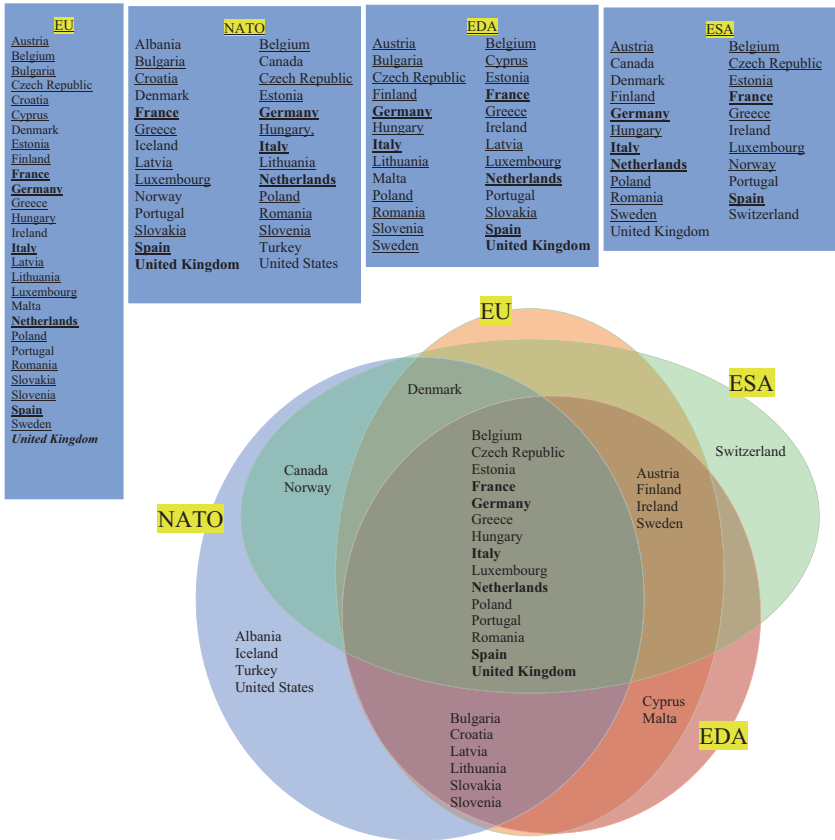 EU
Austria
Belgium
Bulgaria
Czech Republic
Croatia
Cyprus
Denmark
Estonia
Finland
France
Germany
Greece
Hungary
Ireland
Italy
Latvia
Lithuania
Luxembourg
Malta
Netherlands
Poland
Portugal
Romania
Slovakia
Slovenia
Spain
Sweden
United Kingdom
NATO
Albania
Bulgaria
Croatia
Denmark
France
Greece
Iceland
Latvia
Luxembourg
Norway
Portugal
Slovakia
Spain
United Kingdom
Belgium
Canada
Czech Republic
Estonia
Germany
Hungary,
Italy
Lithuania
Netherlands
Poland
Romania
Slovenia
Turkey
United States
EDA
Austria
Bulgaria
Czech Republic
Finland
Germany
Hungary
Italy
Lithuania
Malta
Poland
Romania
Slovenia
Sweden
Belgium
Cyprus
Estonia
France
Greece
Ireland
Latvia
Luxembourg
Netherlands
Portugal
Slovakia
Spain
United Kingdom
ESA
Austria
Canada
Denmark
Finland
Germany
Hungary
Italy
Netherlands
Poland
Romania
Sweden
United Kingdom
Belgium
Czech Republic
Estonia
France
Greece
Ireland
Luxembourg
Norway
Portugal
Spain
Switzerland
EU
ESA
Denmark
Switzerland
Canada
Norway
NATO
Belgium
Czech Republic
Estonia
France
Germany
Greece
Hungary
Italy
Luxembourg
Netherlands
Poland
Portugal
Romania
Spain
United Kingdom
Austria
Finland
Ireland
Sweden
Albania
Iceland
Turkey
United States
Cyprus
Malta
EDA
Bulgaria
Croatia
Latvia
Lithuania
Slovakia
Slovenia